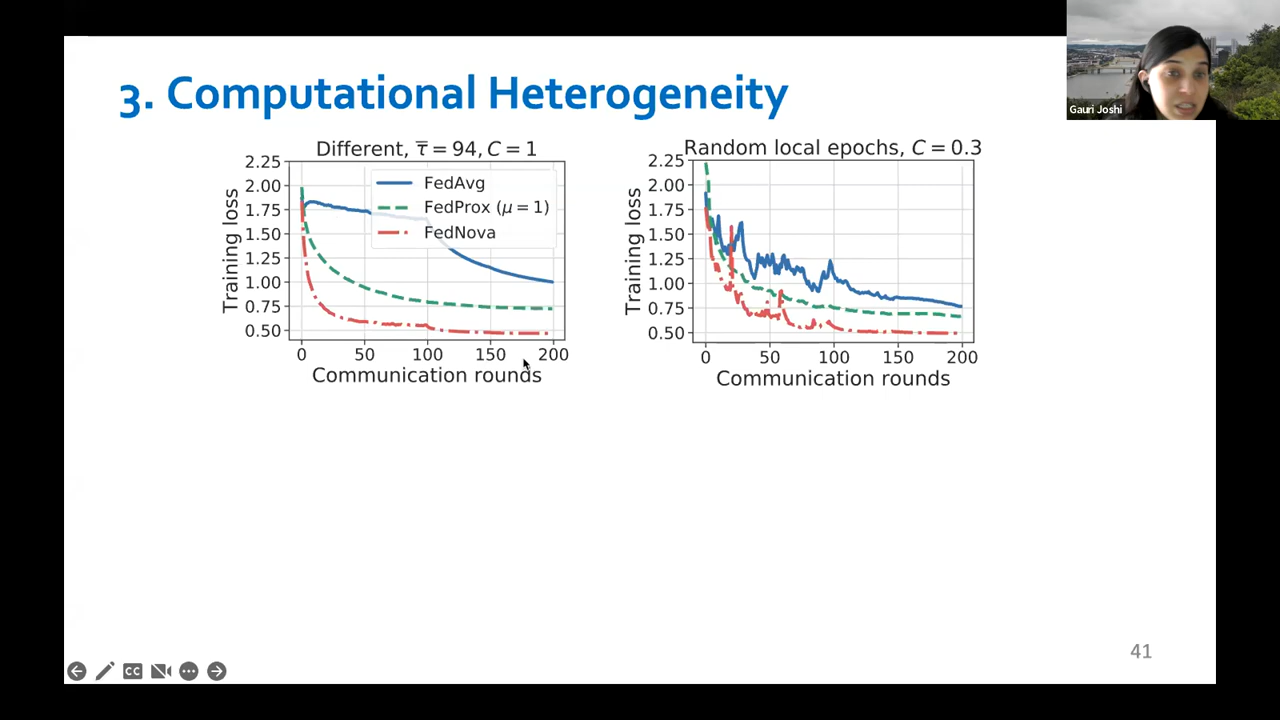 3. Computational Heterogeneity
Gauri Joshi
Different, τ̅ = 94, C = 1
2.25
2.00
1.75
1.50
1.25
1.00
0.75
0.50
Training loss
FedAvg
FedProx (μ = 1)
FedNova
0 50 100 150 200
Communication rounds
Random local epochs, C = 0.3
2.25
2.00
1.75
1.50
1.25
1.00
0.75
0.50
Training loss
0 50 100 150 200
Communication rounds
41
CC